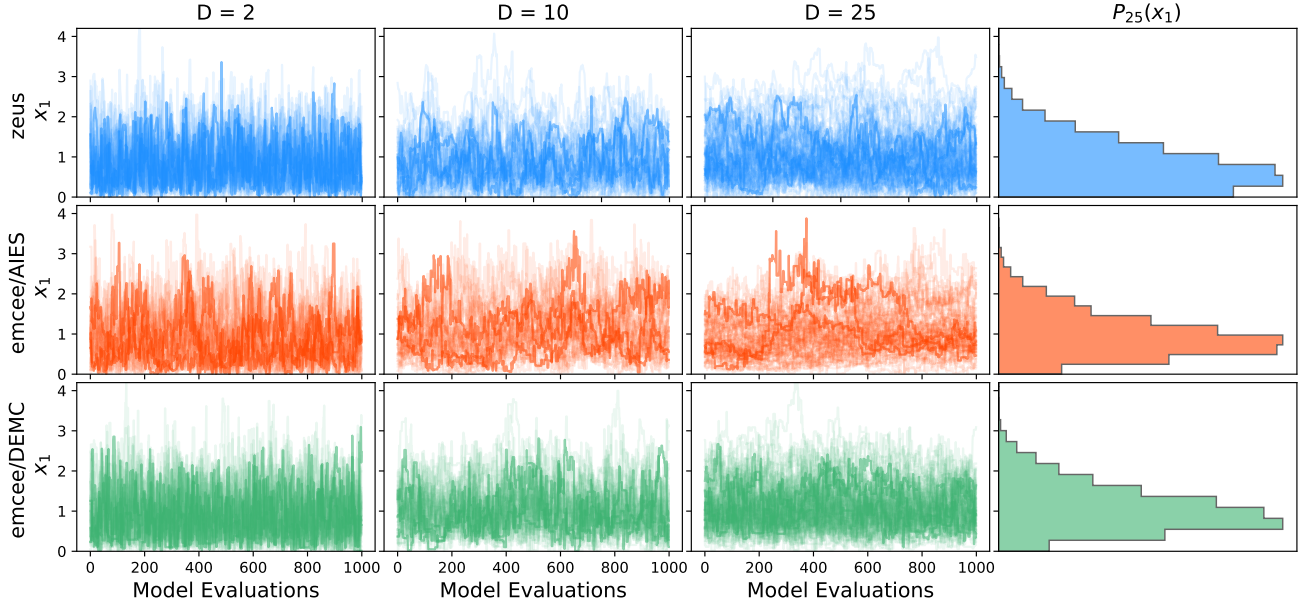 D = 2
D = 10
D = 25
P25(x1)
zeus
x1
4
3
2
1
0
emcee/AIES
x1
4
3
2
1
0
emcee/DEMC
x1
4
3
2
1
0
0 200 400 600 800 1000
0 200 400 600 800 1000
0 200 400 600 800 1000
Model Evaluations
Model Evaluations
Model Evaluations